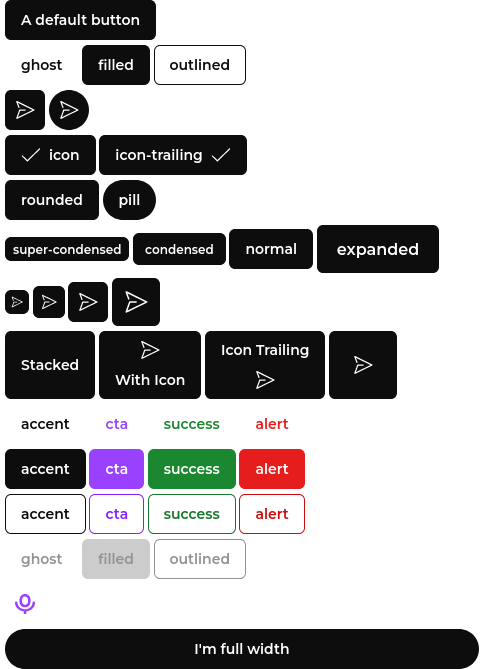 A default button
ghost filled outlined
icon icon-trailing
rounded pill
super-condensed condensed normal expanded
Stacked With Icon Icon Trailing
accent cta success alert
accent cta success alert
accent cta success alert
ghost filled outlined
I'm full width